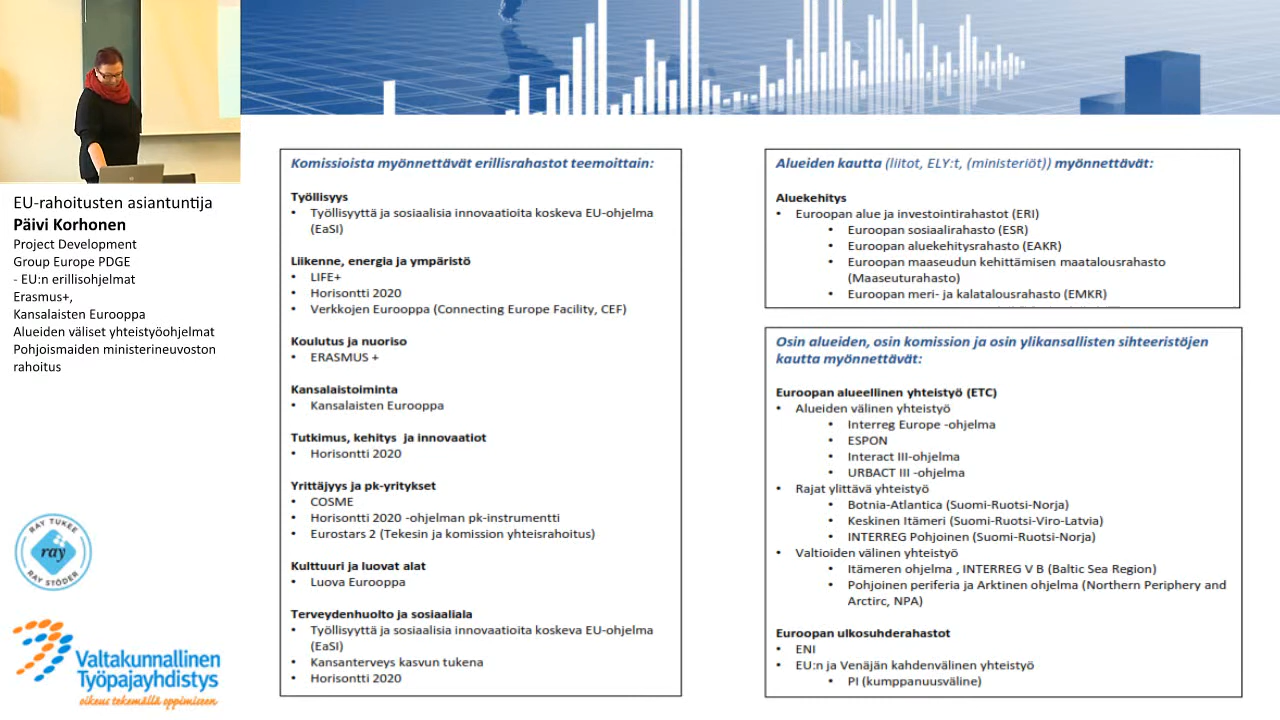 EU-rahoitusten asiantuntija
Päivi Korhonen
Project Development
Group Europe PDGE
- EU:n erillisohjelmat
Erasmus+,
Kansalaisten Eurooppa
Alueiden väliset yhteistyöohjelmat
Pohjoismaiden ministerineuvoston
rahoitus
RAY TUKEE
ray
RAY STÖDER
Valtakunnallinen
Työpajayhdistys
oikeus tekemällä oppimiseen
Komissioista myönnettävät erillisrahastot teemoittain:
Työllisyys
• Työllisyyttä ja sosiaalisia innovaatioita koskeva EU-ohjelma
(EaSI)
Liikenne, energia ja ympäristö
• LIFE+
• Horisontti 2020
• Verkkojen Eurooppa (Connecting Europe Facility, CEF)
Koulutus ja nuoriso
• ERASMUS +
Kansalaistoiminta
• Kansalaisten Eurooppa
Tutkimus, kehitys ja innovaatiot
• Horisontti 2020
Yrittäjyys ja pk-yritykset
• COSME
• Horisontti 2020 -ohjelman pk-instrumentti
• Eurostars 2 (Tekesin ja komission yhteisrahoitus)
Kulttuuri ja luovat alat
• Luova Eurooppa
Terveydenhuolto ja sosiaaliala
• Työllisyyttä ja sosiaalisia innovaatioita koskeva EU-ohjelma
(EaSI)
• Kansanterveys kasvun tukena
• Horisontti 2020
Alueiden kautta (liitot, ELY:t, (ministeriöt)) myönnettävät:
Aluekehitys
• Euroopan alue ja investointirahastot (ERI)
• Euroopan sosiaalirahasto (ESR)
• Euroopan aluekehitysrahasto (EAKR)
• Euroopan maaseudun kehittämisen maatalousrahasto
(Maaseuturahasto)
• Euroopan meri- ja kalatalousrahasto (EMKR)
Osin alueiden, osin komission ja osin ylikansallisten sihteeristöjen
kautta myönnettävät:
Euroopan alueellinen yhteistyö (ETC)
• Alueiden välinen yhteistyö
• Interreg Europe -ohjelma
• ESPON
• Interact III-ohjelma
• URBACT III -ohjelma
• Rajat ylittävä yhteistyö
• Botnia-Atlantica (Suomi-Ruotsi-Norja)
• Keskinen Itämeri (Suomi-Ruotsi-Viro-Latvia)
• INTERREG Pohjoinen (Suomi-Ruotsi-Norja)
• Valtioiden välinen yhteistyö
• Itämeren ohjelma , INTERREG V B (Baltic Sea Region)
• Pohjoinen periferia ja Arktinen ohjelma (Northern Periphery and
Arctirc, NPA)
Euroopan ulkosuhderahastot
• ENI
• EU:n ja Venäjän kahdenvälinen yhteistyö
• PI (kumppanuusväline)